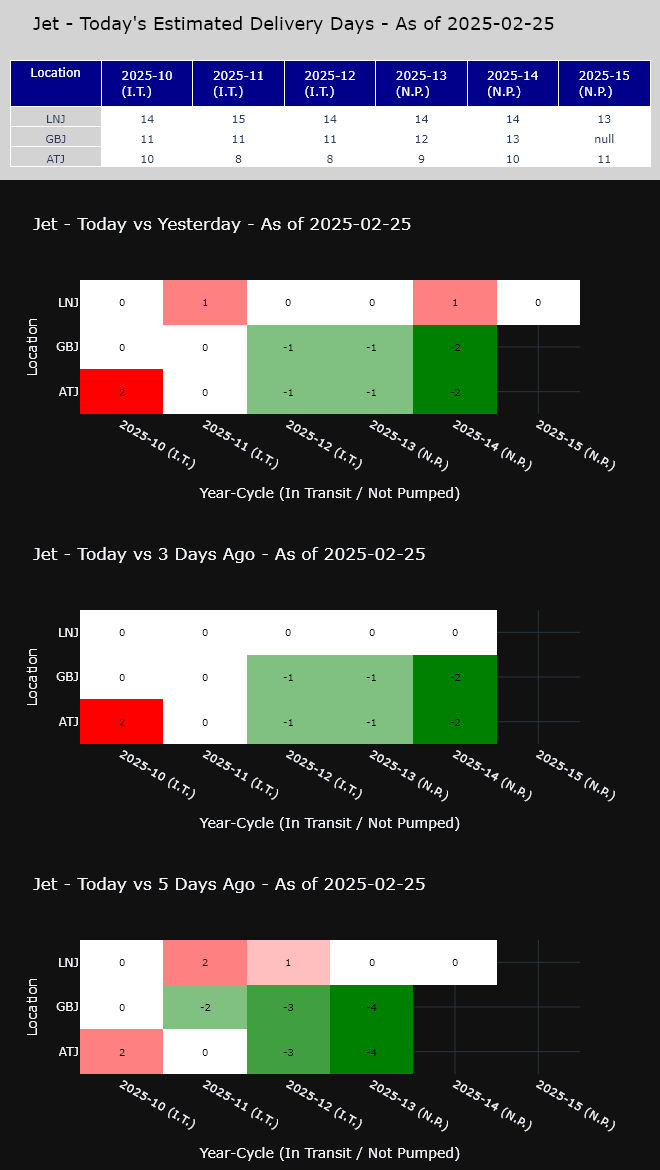 Jet - Today's Estimated Delivery Days - As of 2025-02-25
Location 2025-10 (I.T.) 2025-11 (I.T.) 2025-12 (I.T.) 2025-13 (N.P.) 2025-14 (N.P.) 2025-15 (N.P.)
LNJ 14 15 14 14 14 13
GBJ 11 11 11 12 13 null
ATJ 10 8 8 9 10 11
Jet - Today vs Yesterday - As of 2025-02-25
Location
LNJ 0 1 0 0 1 0
GBJ 0 0 -1 -1 -2
ATJ 2 0 -1 -1 -2
2025-10 (I.T.) 2025-11 (I.T.) 2025-12 (I.T.) 2025-13 (N.P.) 2025-14 (N.P.) 2025-15 (N.P.)
Year-Cycle (In Transit / Not Pumped)
Jet - Today vs 3 Days Ago - As of 2025-02-25
Location
LNJ 0 0 0 0 0
GBJ 0 0 -1 -1 -2
ATJ 2 0 -1 -1 -2
2025-10 (I.T.) 2025-11 (I.T.) 2025-12 (I.T.) 2025-13 (N.P.) 2025-14 (N.P.) 2025-15 (N.P.)
Year-Cycle (In Transit / Not Pumped)
Jet - Today vs 5 Days Ago - As of 2025-02-25
Location
LNJ 0 2 1 0 0
GBJ 0 -2 -3 -4
ATJ 2 0 -3 -4
2025-10 (I.T.) 2025-11 (I.T.) 2025-12 (I.T.) 2025-13 (N.P.) 2025-14 (N.P.) 2025-15 (N.P.)
Year-Cycle (In Transit / Not Pumped)